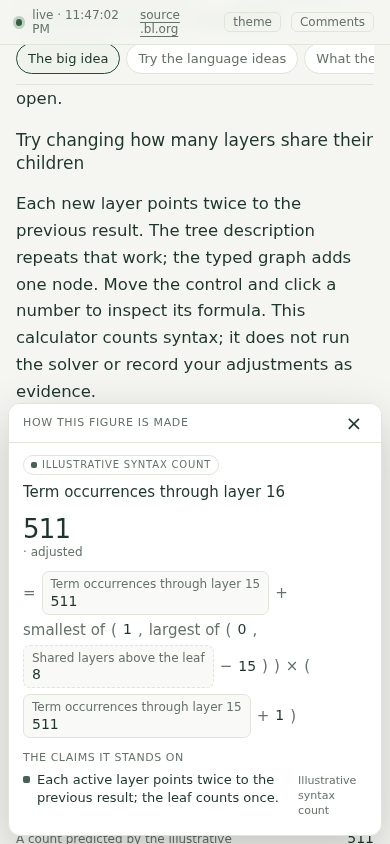 live · 11:47:02 PM
source .bl.org
theme
Comments
The big idea
Try the language ideas
What the
open.
Try changing how many layers share their
children
Each new layer points twice to the
previous result. The tree description
repeats that work; the typed graph adds
one node. Move the control and click a
number to inspect its formula. This
calculator counts syntax; it does not run
the solver or record your adjustments as
evidence.
HOW THIS FIGURE IS MADE
×
ILLUSTRATIVE SYNTAX COUNT
Term occurrences through layer 16
511
· adjusted
= Term occurrences through layer 15 511 +
smallest of ( 1 , largest of ( 0 ,
Shared layers above the leaf 8 − 15 ) ) × (
Term occurrences through layer 15 511 + 1 )
THE CLAIMS IT STANDS ON
Each active layer points twice to the
previous result; the leaf counts once.
Illustrative
syntax
count
A count predicted by the illustrative
511